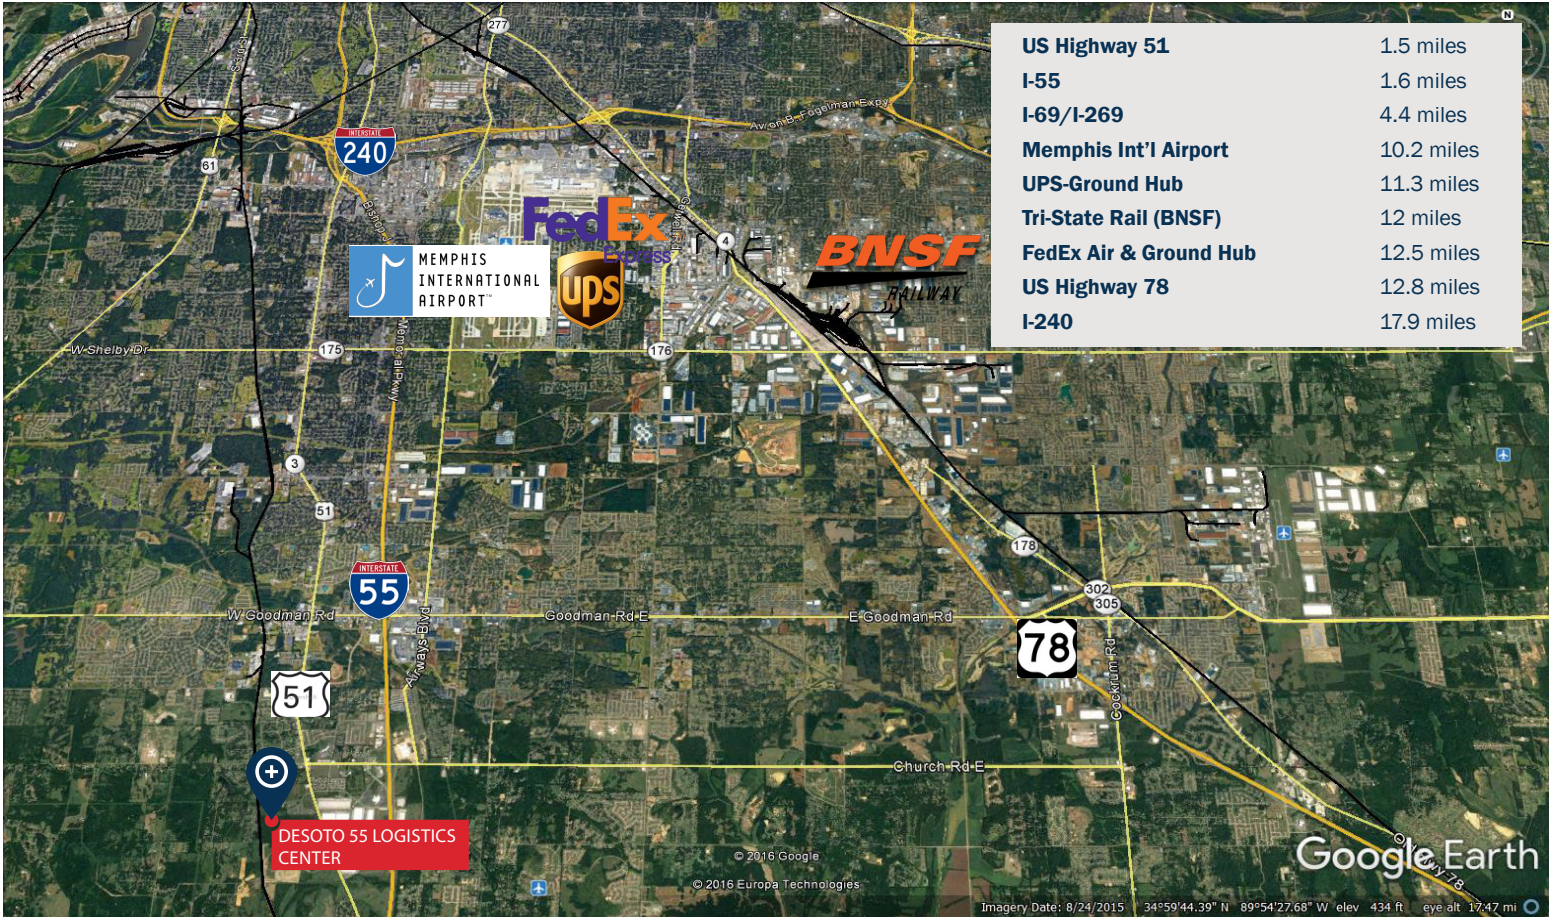 277
N
US Highway 51 1.5 miles
I-55 1.6 miles
I-69/I-269 4.4 miles
Memphis Int'l Airport 10.2 miles
UPS-Ground Hub 11.3 miles
Tri-State Rail (BNSF) 12 miles
FedEx Air & Ground Hub 12.5 miles
US Highway 78 12.8 miles
I-240 17.9 miles
Avron B. Fogelman Expy
INTERSTATE
240
61
FedEx
Express
4
BNSF
RAILWAY
MEMPHIS
INTERNATIONAL
AIRPORT™
ups
Memorial Pkwy
W Shelby Dr
175
176
3
51
178
INTERSTATE
55
302
305
W Goodman Rd
Goodman Rd E
E Goodman Rd
Airways Blvd
78
Cockrum Rd
51
Church Rd E
DESOTO 55 LOGISTICS
CENTER
© 2016 Google
© 2016 Europa Technologies
Google Earth
Imagery Date: 8/24/2015 34°59'44.39" N 89°54'27.68" W elev 434 ft eye alt 17.47 mi